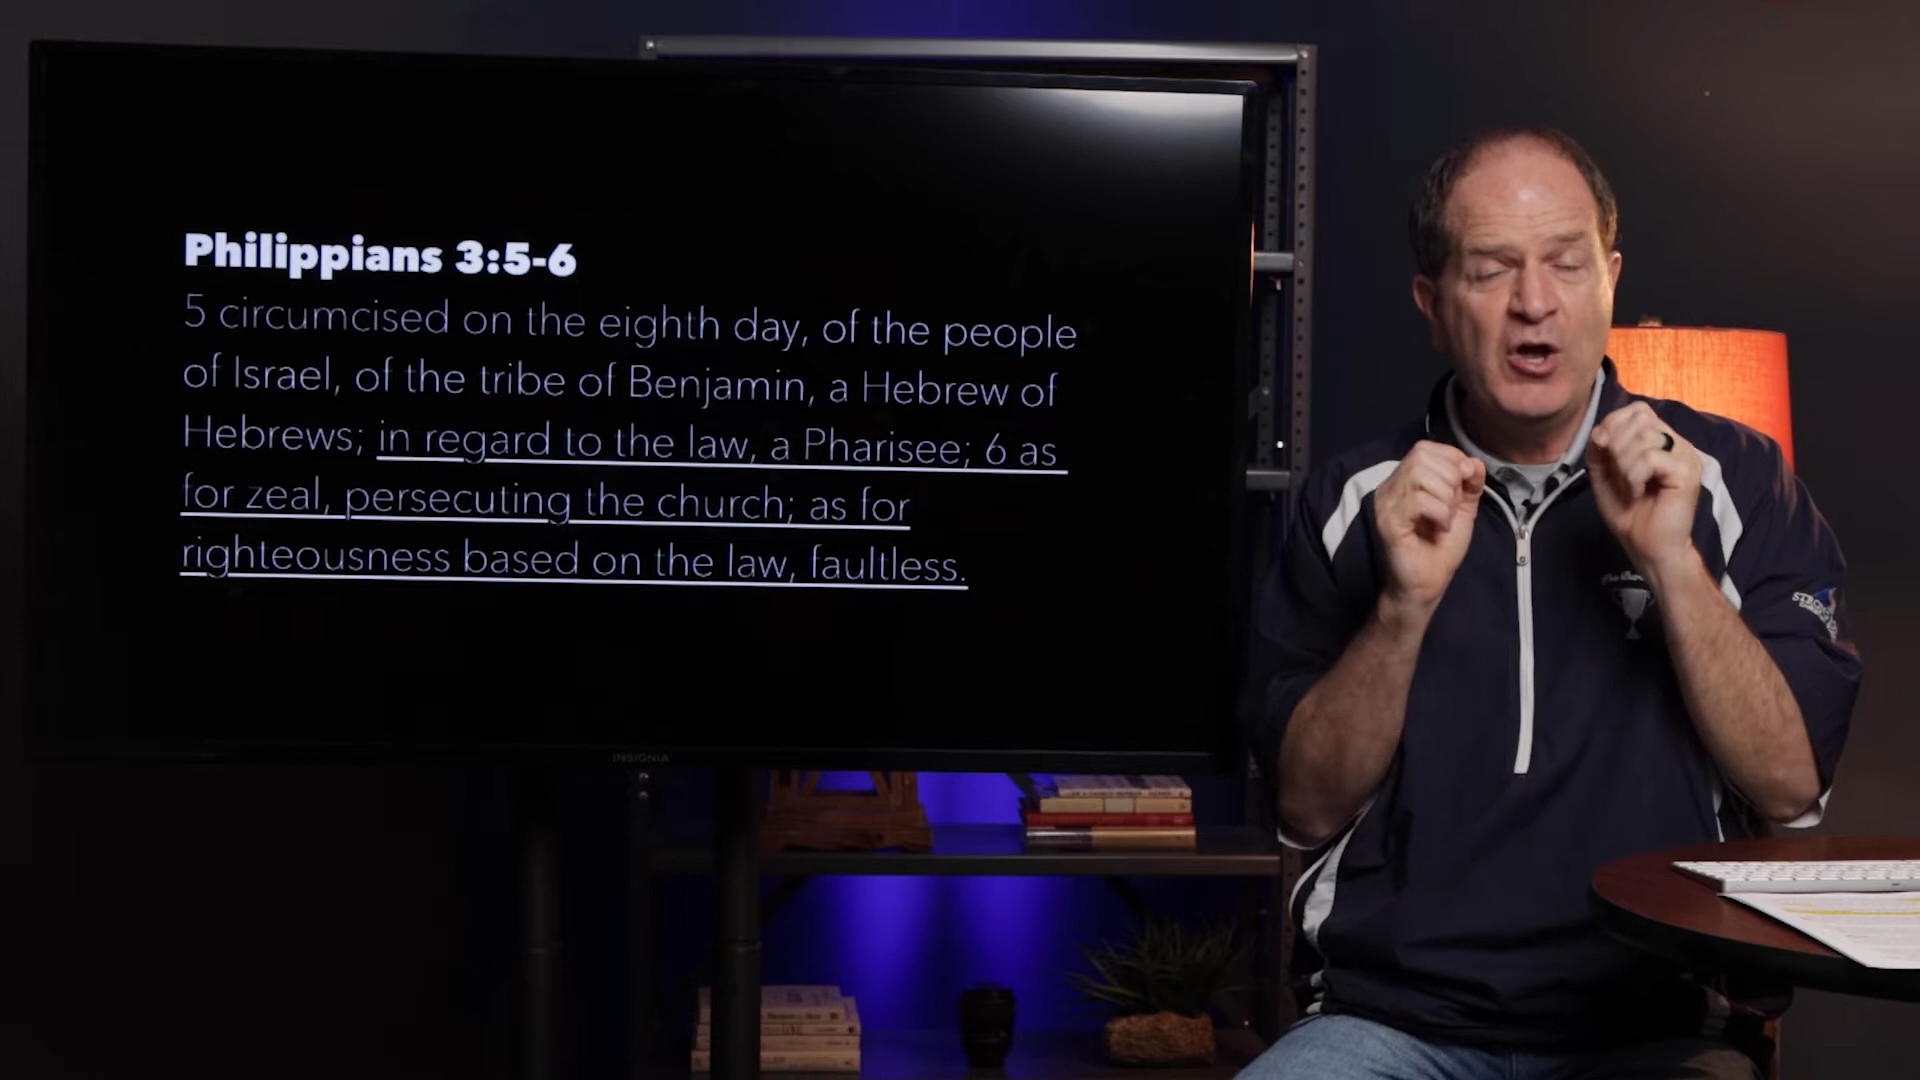 Philippians 3:5-6
5 circumcised on the eighth day, of the people
of Israel, of the tribe of Benjamin, a Hebrew of
Hebrews; in regard to the law, a Pharisee; 6 as
for zeal, persecuting the church; as for
righteousness based on the law, faultless.
INSIGNIA